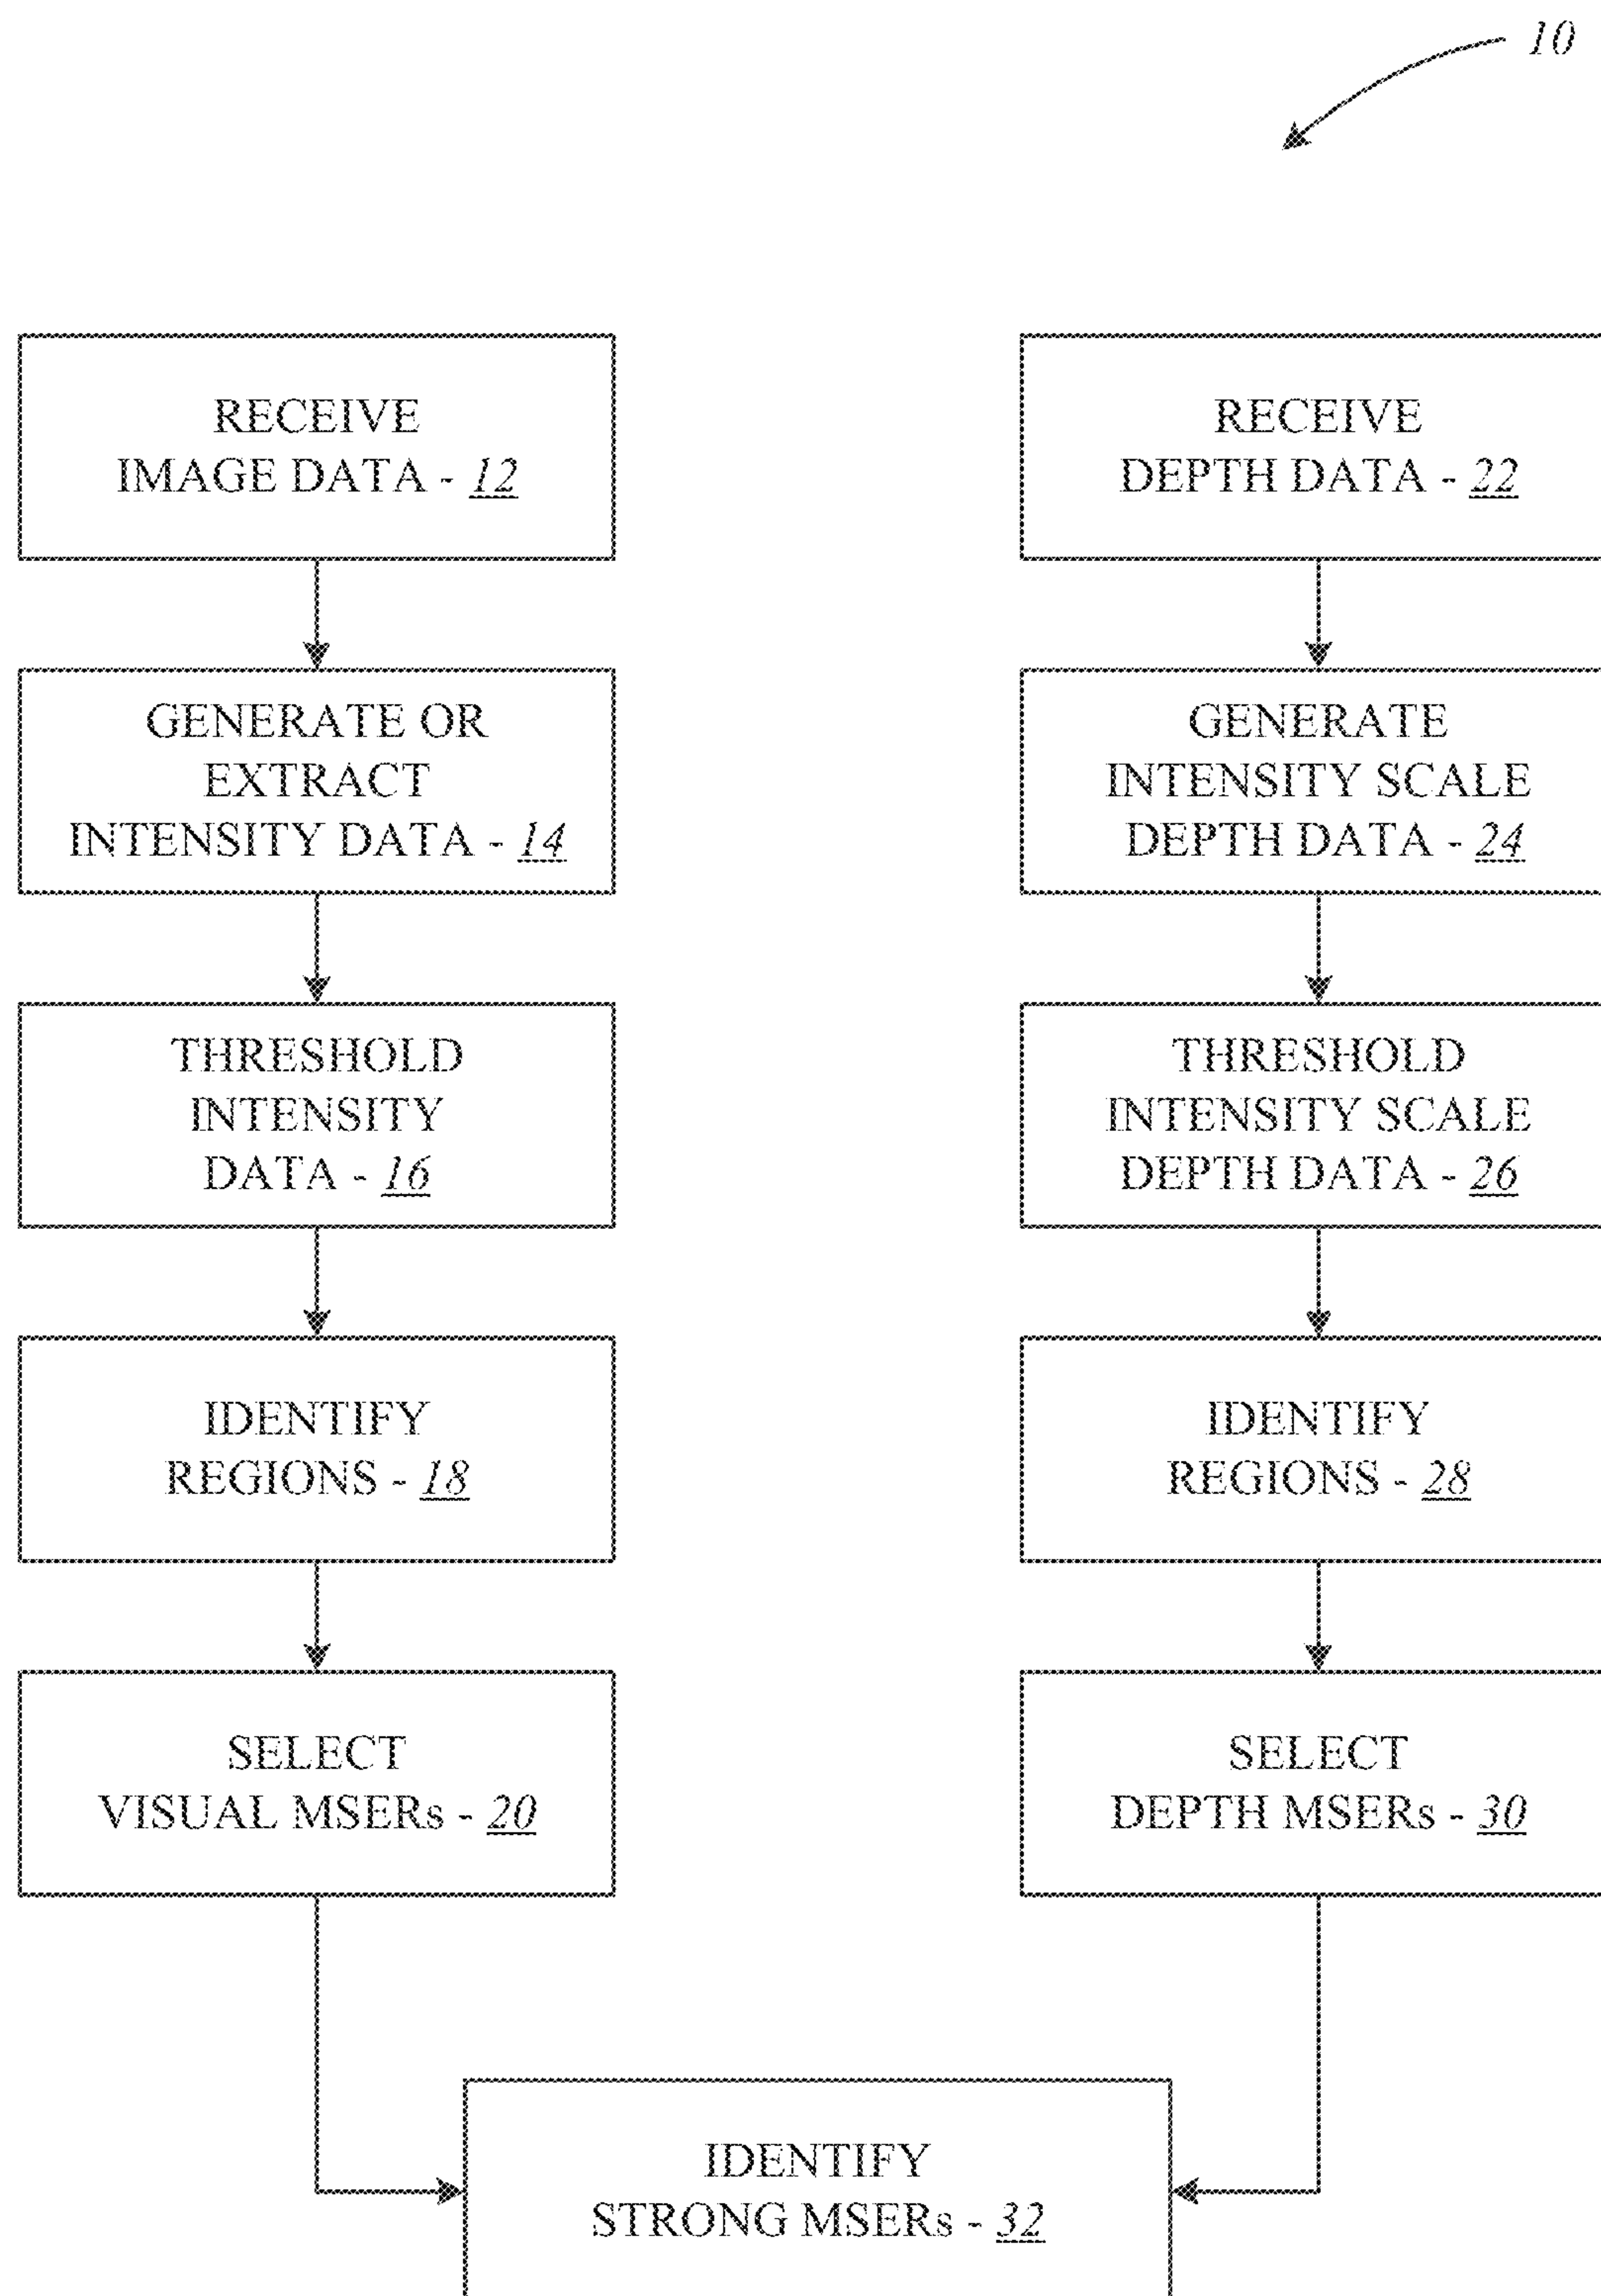 10
RECEIVE
IMAGE DATA - 12
GENERATE OR
EXTRACT
INTENSITY DATA - 14
THRESHOLD
INTENSITY
DATA - 16
IDENTIFY
REGIONS - 18
SELECT
VISUAL MSERs - 20
RECEIVE
DEPTH DATA - 22
GENERATE
INTENSITY SCALE
DEPTH DATA - 24
THRESHOLD
INTENSITY SCALE
DEPTH DATA - 26
IDENTIFY
REGIONS - 28
SELECT
DEPTH MSERs - 30
IDENTIFY
STRONG MSERs - 32